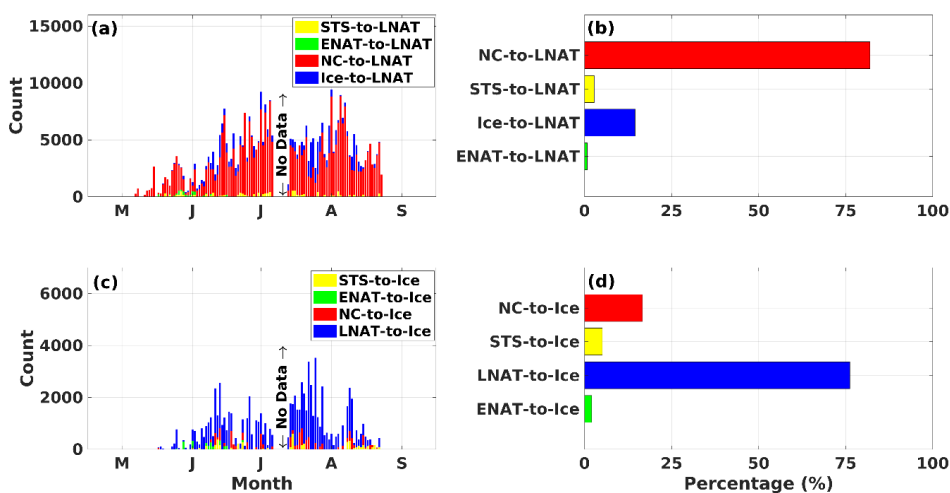 (a)
STS-to-LNAT
ENAT-to-LNAT
NC-to-LNAT
Ice-to-LNAT
Count
15000
10000
5000
0
← No Data →
M J J A S
(b)
NC-to-LNAT
STS-to-LNAT
Ice-to-LNAT
ENAT-to-LNAT
0 25 50 75 100
(c)
STS-to-Ice
ENAT-to-Ice
NC-to-Ice
LNAT-to-Ice
Count
6000
4000
2000
0
← No Data →
M J J A S
Month
(d)
NC-to-Ice
STS-to-Ice
LNAT-to-Ice
ENAT-to-Ice
0 25 50 75 100
Percentage (%)